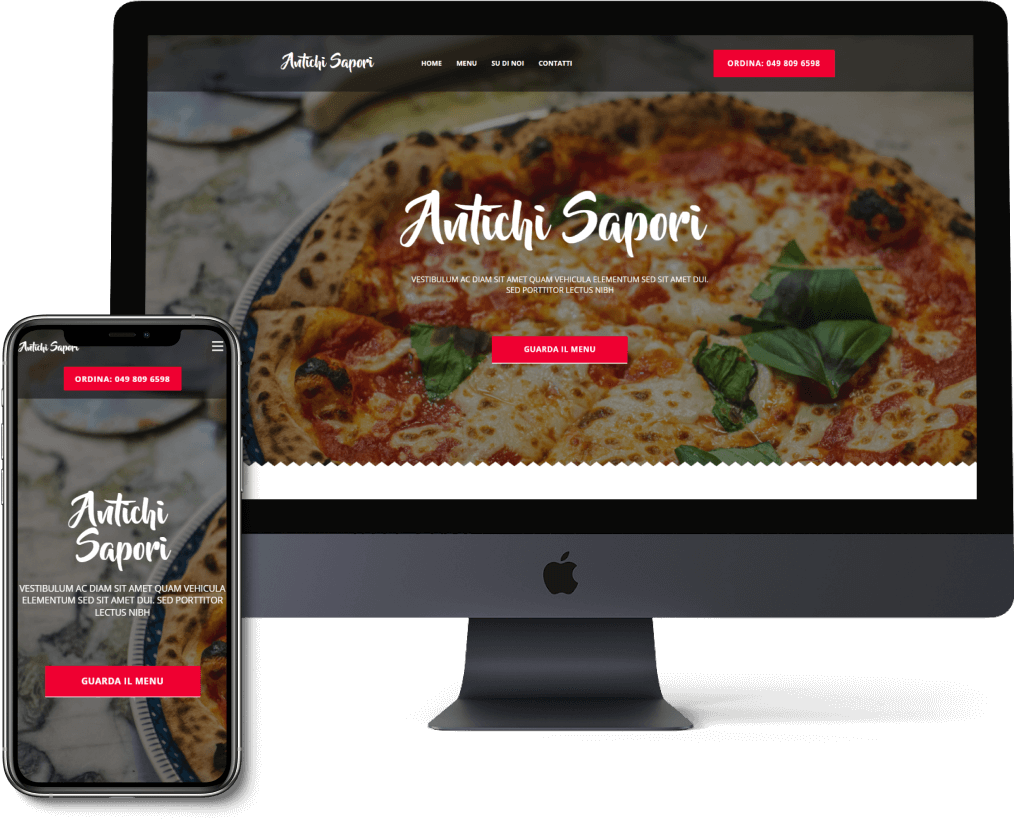 Antichi Sapori
HOME MENU SU DI NOI CONTATTI
ORDINA: 049 809 6598
Antichi Sapori
VESTIBULUM AC DIAM SIT AMET QUAM VEHICULA ELEMENTUM SED SIT AMET DUI.
SED PORTTITOR LECTUS NIBH
GUARDA IL MENU
Antichi Sapori
ORDINA: 049 809 6598
Antichi
Sapori
VESTIBULUM AC DIAM SIT AMET QUAM VEHICULA
ELEMENTUM SED SIT AMET DUI. SED PORTTITOR
LECTUS NIBH
GUARDA IL MENU